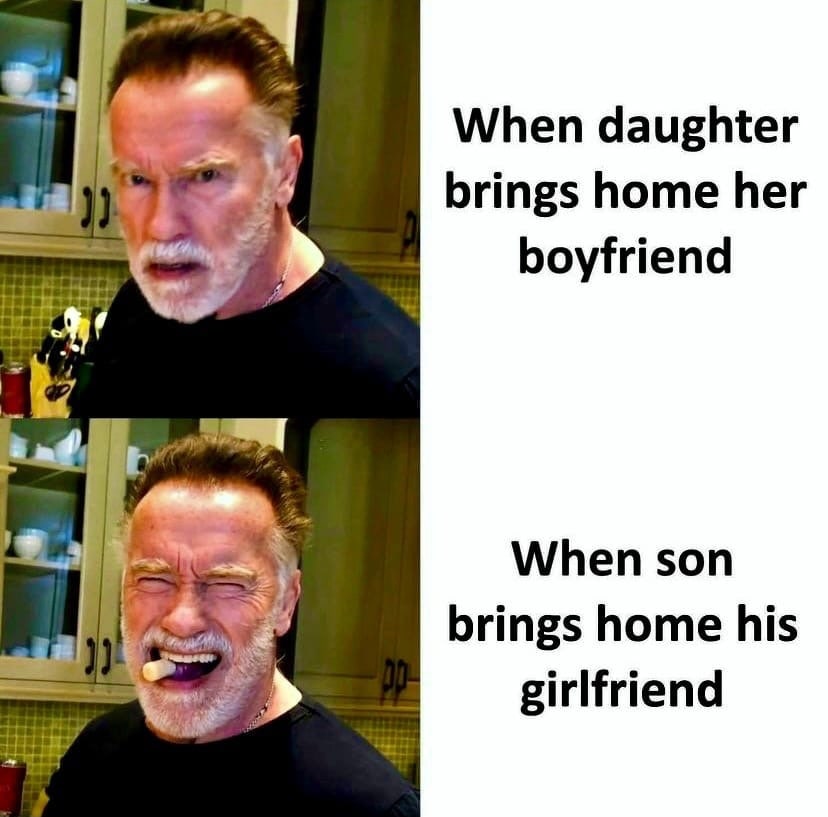 When daughter
brings home her
boyfriend
When son
brings home his
girlfriend